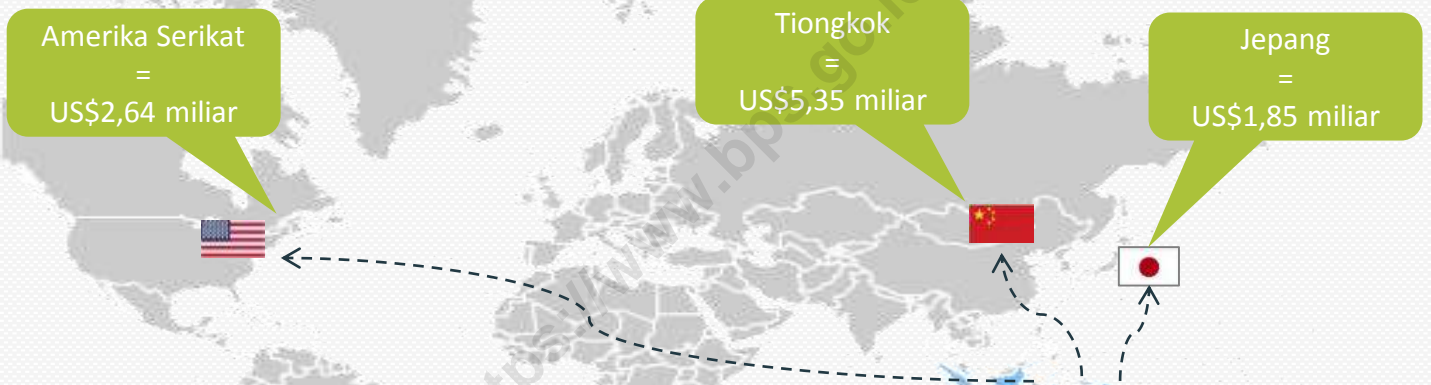 Amerika Serikat
=
US$2,64 miliar
Tiongkok
=
US$5,35 miliar
Jepang
=
US$1,85 miliar